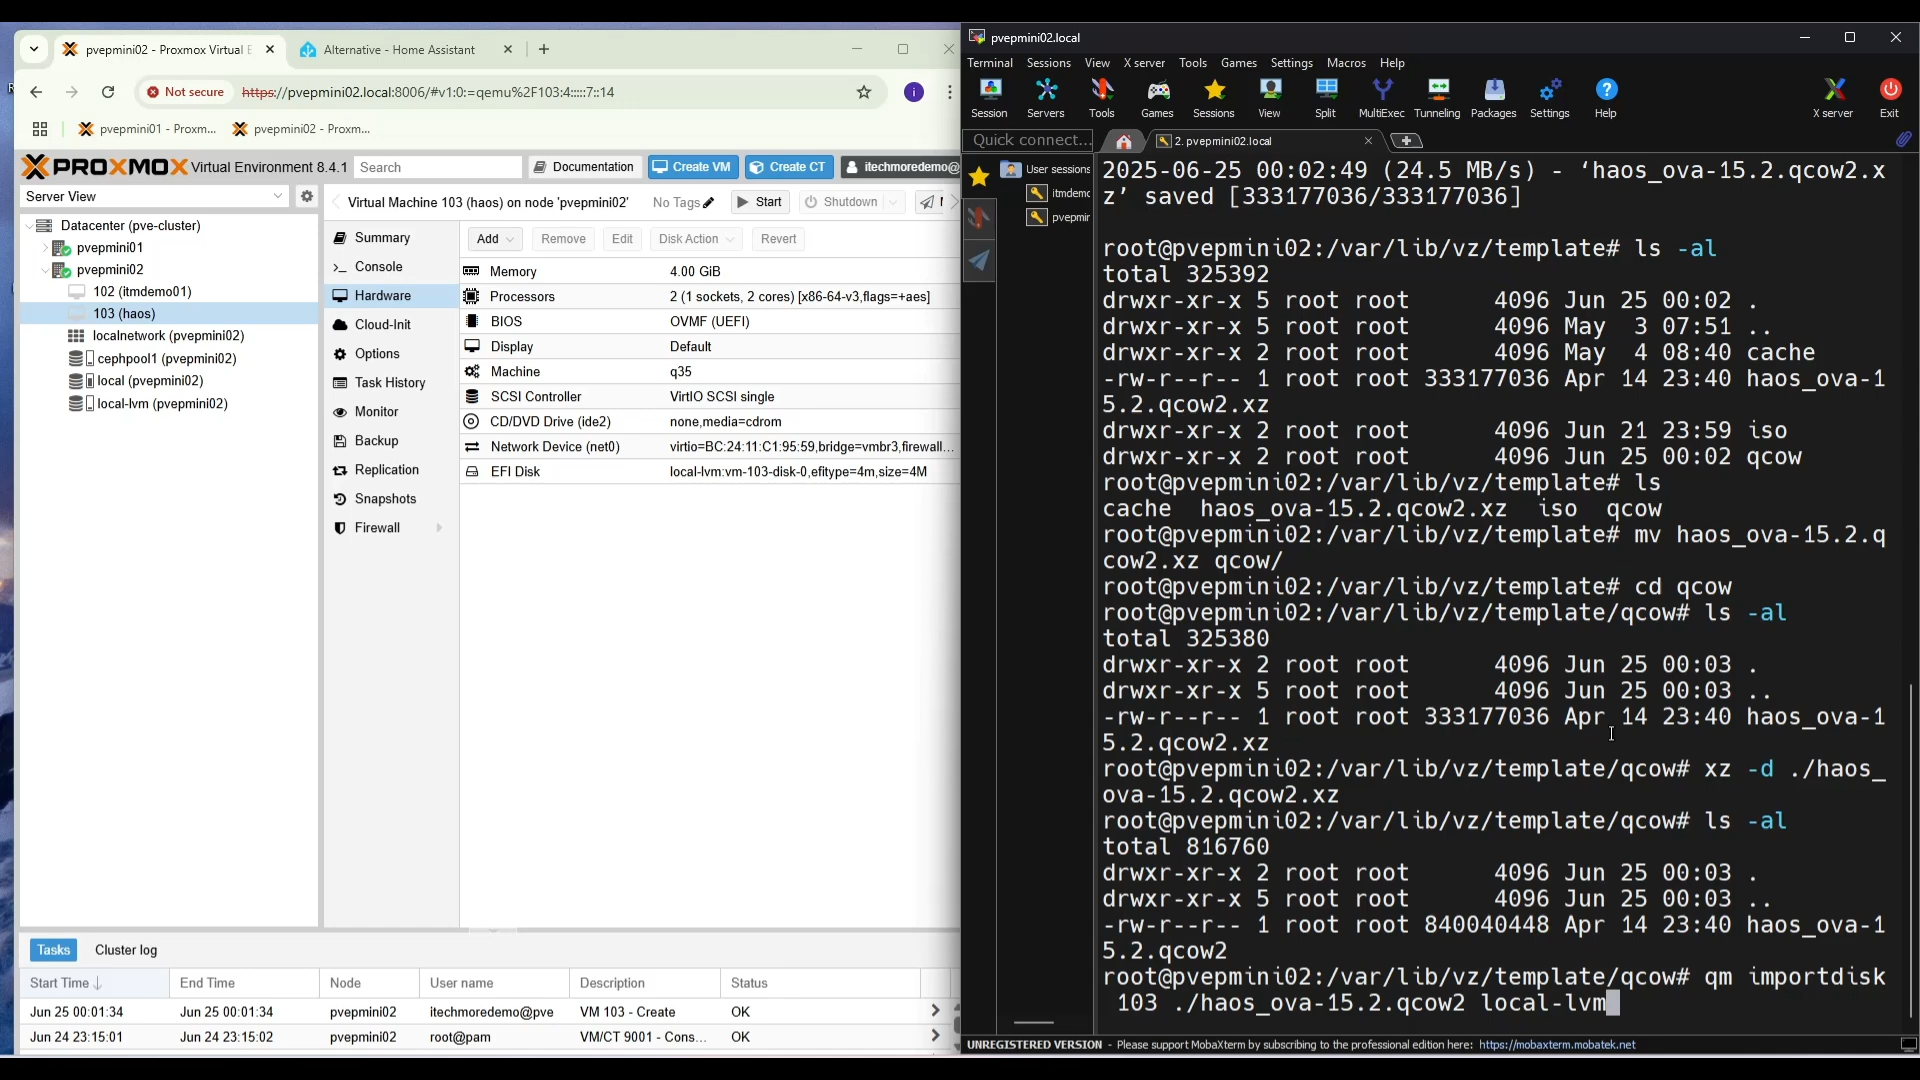 pvepmini02 - Proxmox Virtual E
Alternative - Home Assistant
Not secure
https://pvepmini02.local:8006/#v1:0:=qemu%2F103:4:::::7::14
pvepmini01 - Proxm...
pvepmini02 - Proxm...
PROXMOX Virtual Environment 8.4.1
Search
Documentation
Create VM
Create CT
itechmoredemo@
Server View
Datacenter (pve-cluster)
pvepmini01
pvepmini02
102 (itmdemo01)
103 (haos)
localnetwork (pvepmini02)
cephpool1 (pvepmini02)
local (pvepmini02)
local-lvm (pvepmini02)
Virtual Machine 103 (haos) on node 'pvepmini02'
No Tags
Start
Shutdown
Summary
Console
Hardware
Cloud-Init
Options
Task History
Monitor
Backup
Replication
Snapshots
Firewall
Add
Remove
Edit
Disk Action
Revert
Memory 4.00 GiB
Processors 2 (1 sockets, 2 cores) [x86-64-v3,flags=+aes]
BIOS OVMF (UEFI)
Display Default
Machine q35
SCSI Controller VirtIO SCSI single
CD/DVD Drive (ide2) none,media=cdrom
Network Device (net0) virtio=BC:24:11:C1:95:59,bridge=vmbr3,firewall...
EFI Disk local-lvm:vm-103-disk-0,efitype=4m,size=4M
Tasks
Cluster log
Start Time End Time Node User name Description Status
Jun 25 00:01:34 Jun 25 00:01:34 pvepmini02 itechmoredemo@pve VM 103 - Create OK
Jun 24 23:15:01 Jun 24 23:15:02 pvepmini02 root@pam VM/CT 9001 - Cons... OK
pvepmini02.local
Terminal Sessions View X server Tools Games Settings Macros Help
Session Servers Tools Games Sessions View Split MultiExec Tunneling Packages Settings Help X server Exit
Quick connect...
2. pvepmini02.local
User sessions
itmdemo
pvepmin
2025-06-25 00:02:49 (24.5 MB/s) - ‘haos_ova-15.2.qcow2.x
z’ saved [333177036/333177036]
root@pvepmini02:/var/lib/vz/template# ls -al
total 325392
drwxr-xr-x 5 root root      4096 Jun 25 00:02 .
drwxr-xr-x 5 root root      4096 May  3 07:51 ..
drwxr-xr-x 2 root root      4096 May  4 08:40 cache
-rw-r--r-- 1 root root 333177036 Apr 14 23:40 haos_ova-1
5.2.qcow2.xz
drwxr-xr-x 2 root root      4096 Jun 21 23:59 iso
drwxr-xr-x 2 root root      4096 Jun 25 00:02 qcow
root@pvepmini02:/var/lib/vz/template# ls
cache  haos_ova-15.2.qcow2.xz  iso  qcow
root@pvepmini02:/var/lib/vz/template# mv haos_ova-15.2.q
cow2.xz qcow/
root@pvepmini02:/var/lib/vz/template# cd qcow
root@pvepmini02:/var/lib/vz/template/qcow# ls -al
total 325380
drwxr-xr-x 2 root root      4096 Jun 25 00:03 .
drwxr-xr-x 5 root root      4096 Jun 25 00:03 ..
-rw-r--r-- 1 root root 333177036 Apr 14 23:40 haos_ova-1
5.2.qcow2.xz
root@pvepmini02:/var/lib/vz/template/qcow# xz -d ./haos_
ova-15.2.qcow2.xz
root@pvepmini02:/var/lib/vz/template/qcow# ls -al
total 816760
drwxr-xr-x 2 root root      4096 Jun 25 00:03 .
drwxr-xr-x 5 root root      4096 Jun 25 00:03 ..
-rw-r--r-- 1 root root 840040448 Apr 14 23:40 haos_ova-1
5.2.qcow2
root@pvepmini02:/var/lib/vz/template/qcow# qm importdisk
103 ./haos_ova-15.2.qcow2 local-lvm
UNREGISTERED VERSION - Please support MobaXterm by subscribing to the professional edition here: https://mobaxterm.mobatek.net